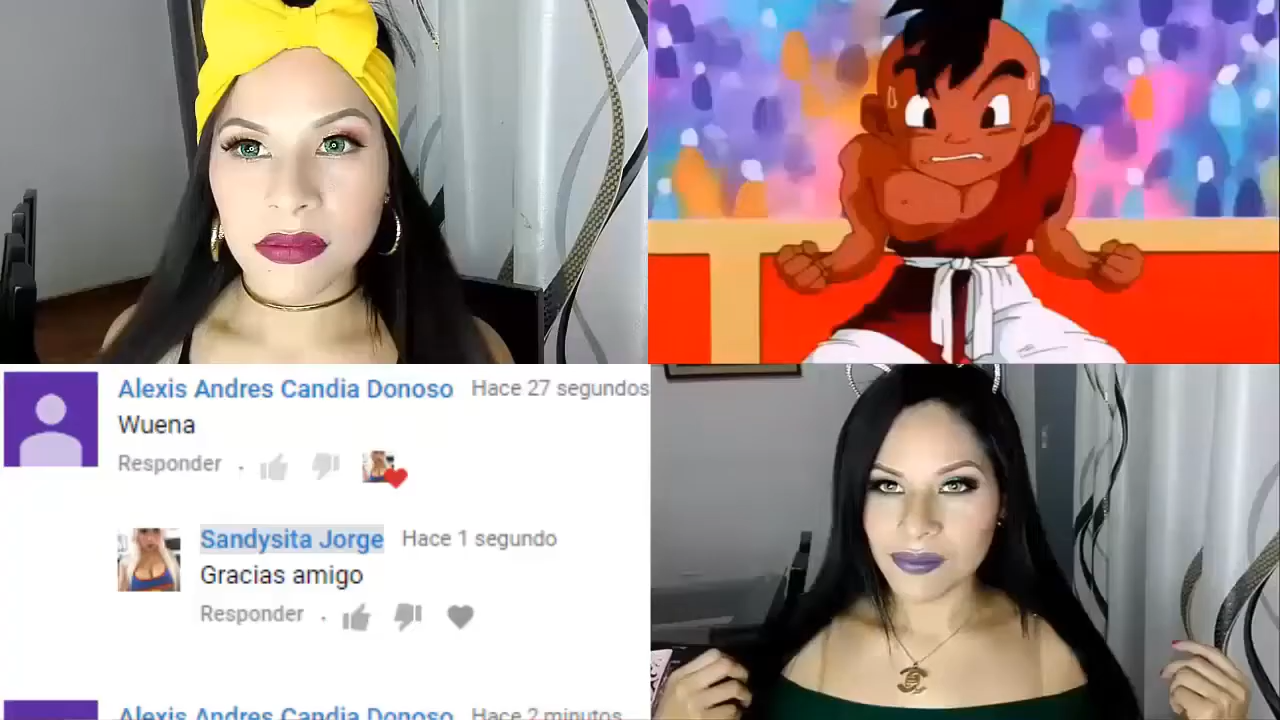 Alexis Andres Candia Donoso Hace 27 segundos
Wuena
Responder
Sandysita Jorge Hace 1 segundo
Gracias amigo
Responder
Alexis Andres Candia Donoso Hace 2 minutos